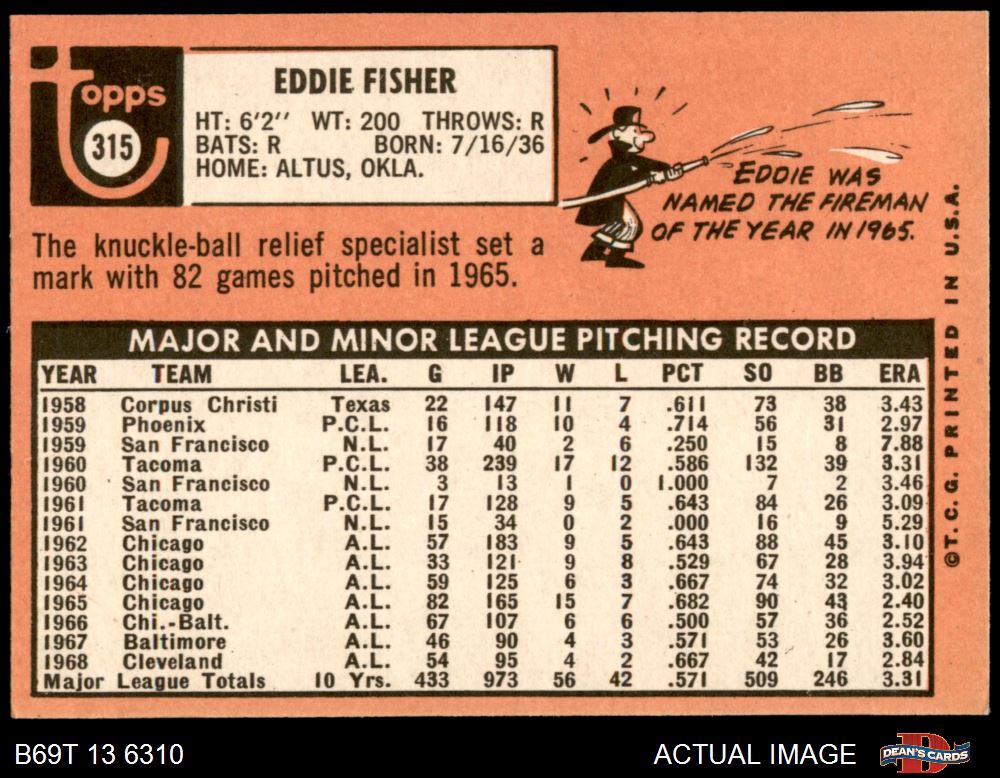 topps
315
EDDIE FISHER
HT: 6'2" WT: 200 THROWS: R
BATS: R BORN: 7/16/36
HOME: ALTUS, OKLA.
EDDIE WAS
NAMED THE FIREMAN
OF THE YEAR IN 1965.
The knuckle-ball relief specialist set a
mark with 82 games pitched in 1965.
MAJOR AND MINOR LEAGUE PITCHING RECORD
YEAR TEAM LEA. G IP W L PCT SO BB ERA
1958 Corpus Christi Texas 22 147 11 7 .611 73 38 3.43
1959 Phoenix P.C.L. 16 118 10 4 .714 56 31 2.97
1959 San Francisco N.L. 17 40 2 6 .250 15 8 7.88
1960 Tacoma P.C.L. 38 239 17 12 .586 132 39 3.31
1960 San Francisco N.L. 3 13 1 0 1.000 7 2 3.46
1961 Tacoma P.C.L. 17 128 9 5 .643 84 26 3.09
1961 San Francisco N.L. 15 34 0 2 .000 16 9 5.29
1962 Chicago A.L. 57 183 9 5 .643 88 45 3.10
1963 Chicago A.L. 33 121 9 8 .529 67 28 3.94
1964 Chicago A.L. 59 125 6 3 .667 74 32 3.02
1965 Chicago A.L. 82 165 15 7 .682 90 43 2.40
1966 Chi.-Balt. A.L. 67 107 6 6 .500 57 36 2.52
1967 Baltimore A.L. 46 90 4 3 .571 53 26 3.60
1968 Cleveland A.L. 54 95 4 2 .667 42 17 2.84
Major League Totals 10 Yrs. 433 973 56 42 .571 509 246 3.31
©T.C.G. PRINTED IN U.S.A.
B69T 13 6310
ACTUAL IMAGE
D
DEAN'S CARDS